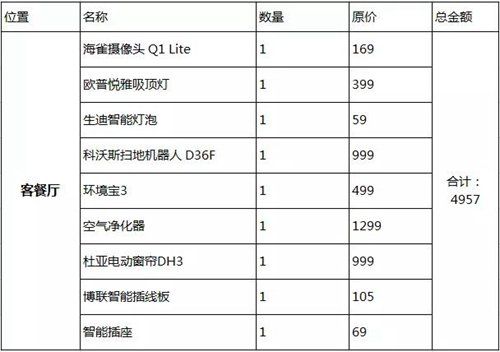 位置 名称 数量 原价 总金额
海雀摄像头 Q1 Lite 1 169
欧普悦雅吸顶灯 1 399
生迪智能灯泡 1 59
科沃斯扫地机器人 D36F 1 999
客餐厅 环境宝3 1 499 合计：
4957
空气净化器 1 1299
杜亚电动窗帘DH3 1 999
博联智能插线板 1 105
智能插座 1 69